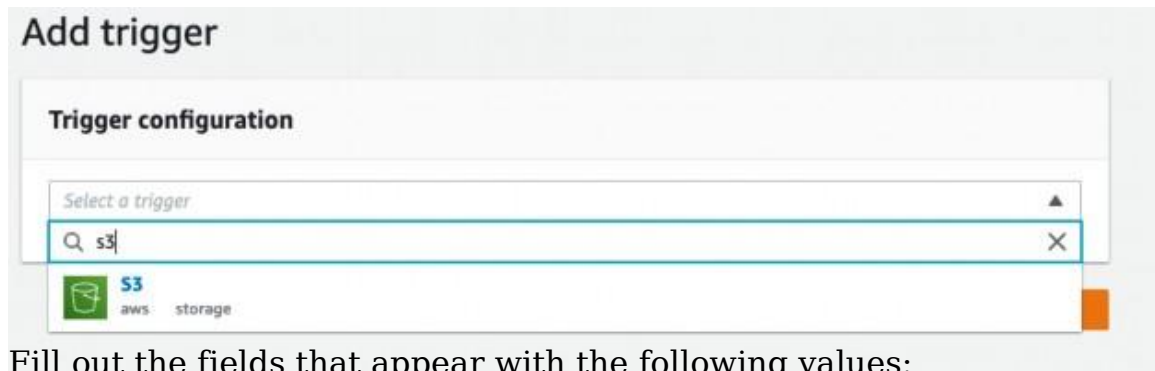 Add trigger
Trigger configuration
Select a trigger
s3
S3
aws storage
Fill out the fields that appear with the following values: